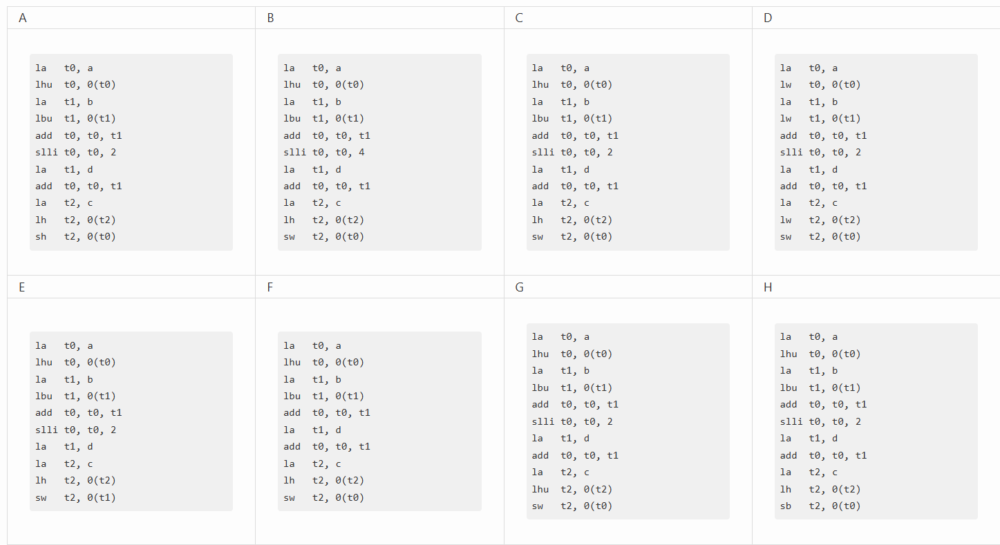 A
B
C
D
la   t0, a
lhu  t0, 0(t0)
la   t1, b
lbu  t1, 0(t1)
add  t0, t0, t1
slli t0, t0, 2
la   t1, d
add  t0, t0, t1
la   t2, c
lh   t2, 0(t2)
sh   t2, 0(t0)
la   t0, a
lhu  t0, 0(t0)
la   t1, b
lbu  t1, 0(t1)
add  t0, t0, t1
slli t0, t0, 4
la   t1, d
add  t0, t0, t1
la   t2, c
lh   t2, 0(t2)
sw   t2, 0(t0)
la   t0, a
lhu  t0, 0(t0)
la   t1, b
lbu  t1, 0(t1)
add  t0, t0, t1
slli t0, t0, 2
la   t1, d
add  t0, t0, t1
la   t2, c
lh   t2, 0(t2)
sw   t2, 0(t0)
la   t0, a
lw   t0, 0(t0)
la   t1, b
lw   t1, 0(t1)
add  t0, t0, t1
slli t0, t0, 2
la   t1, d
add  t0, t0, t1
la   t2, c
lw   t2, 0(t2)
sw   t2, 0(t0)
E
F
G
H
la   t0, a
lhu  t0, 0(t0)
la   t1, b
lbu  t1, 0(t1)
add  t0, t0, t1
slli t0, t0, 2
la   t1, d
la   t2, c
lh   t2, 0(t2)
sw   t2, 0(t1)
la   t0, a
lhu  t0, 0(t0)
la   t1, b
lbu  t1, 0(t1)
add  t0, t0, t1
la   t1, d
add  t0, t0, t1
la   t2, c
lh   t2, 0(t2)
sw   t2, 0(t0)
la   t0, a
lhu  t0, 0(t0)
la   t1, b
lbu  t1, 0(t1)
add  t0, t0, t1
slli t0, t0, 2
la   t1, d
add  t0, t0, t1
la   t2, c
lhu  t2, 0(t2)
sw   t2, 0(t0)
la   t0, a
lhu  t0, 0(t0)
la   t1, b
lbu  t1, 0(t1)
add  t0, t0, t1
slli t0, t0, 2
la   t1, d
add  t0, t0, t1
la   t2, c
lh   t2, 0(t2)
sb   t2, 0(t0)